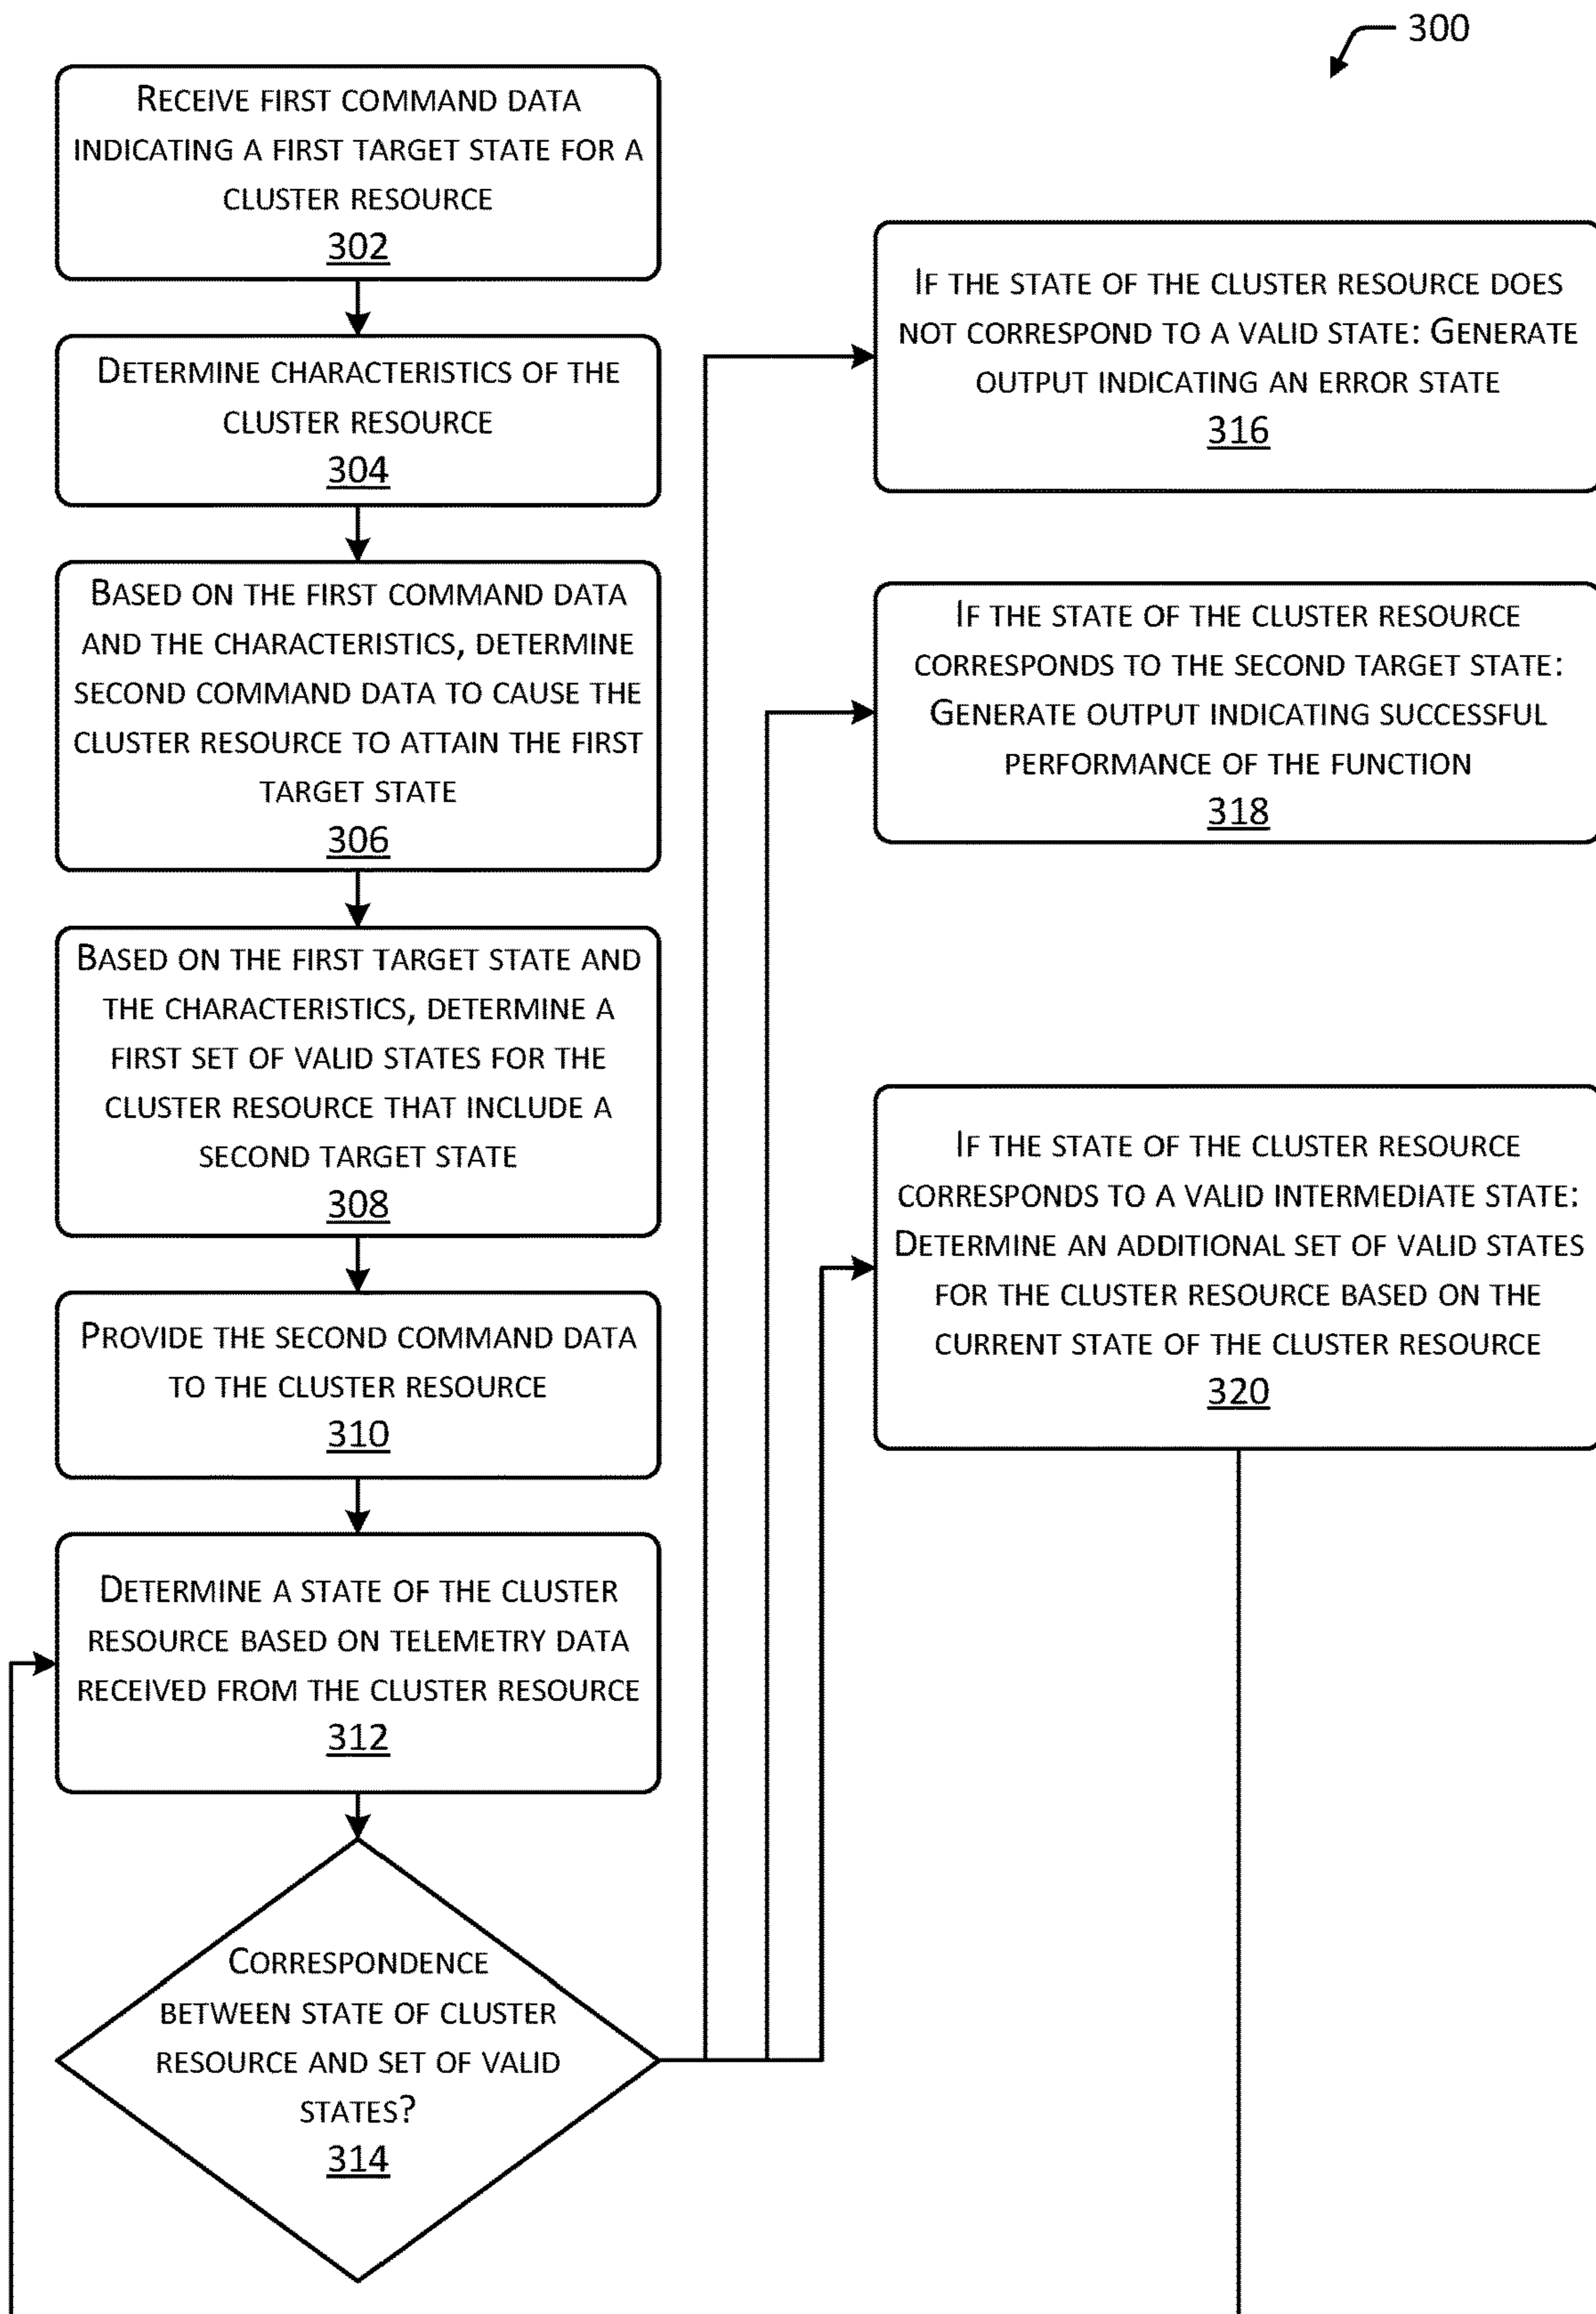 300
RECEIVE FIRST COMMAND DATA
INDICATING A FIRST TARGET STATE FOR A
CLUSTER RESOURCE
302
DETERMINE CHARACTERISTICS OF THE
CLUSTER RESOURCE
304
BASED ON THE FIRST COMMAND DATA
AND THE CHARACTERISTICS, DETERMINE
SECOND COMMAND DATA TO CAUSE THE
CLUSTER RESOURCE TO ATTAIN THE FIRST
TARGET STATE
306
BASED ON THE FIRST TARGET STATE AND
THE CHARACTERISTICS, DETERMINE A
FIRST SET OF VALID STATES FOR THE
CLUSTER RESOURCE THAT INCLUDE A
SECOND TARGET STATE
308
PROVIDE THE SECOND COMMAND DATA
TO THE CLUSTER RESOURCE
310
DETERMINE A STATE OF THE CLUSTER
RESOURCE BASED ON TELEMETRY DATA
RECEIVED FROM THE CLUSTER RESOURCE
312
CORRESPONDENCE
BETWEEN STATE OF CLUSTER
RESOURCE AND SET OF VALID
STATES?
314
IF THE STATE OF THE CLUSTER RESOURCE DOES
NOT CORRESPOND TO A VALID STATE: GENERATE
OUTPUT INDICATING AN ERROR STATE
316
IF THE STATE OF THE CLUSTER RESOURCE
CORRESPONDS TO THE SECOND TARGET STATE:
GENERATE OUTPUT INDICATING SUCCESSFUL
PERFORMANCE OF THE FUNCTION
318
IF THE STATE OF THE CLUSTER RESOURCE
CORRESPONDS TO A VALID INTERMEDIATE STATE:
DETERMINE AN ADDITIONAL SET OF VALID STATES
FOR THE CLUSTER RESOURCE BASED ON THE
CURRENT STATE OF THE CLUSTER RESOURCE
320